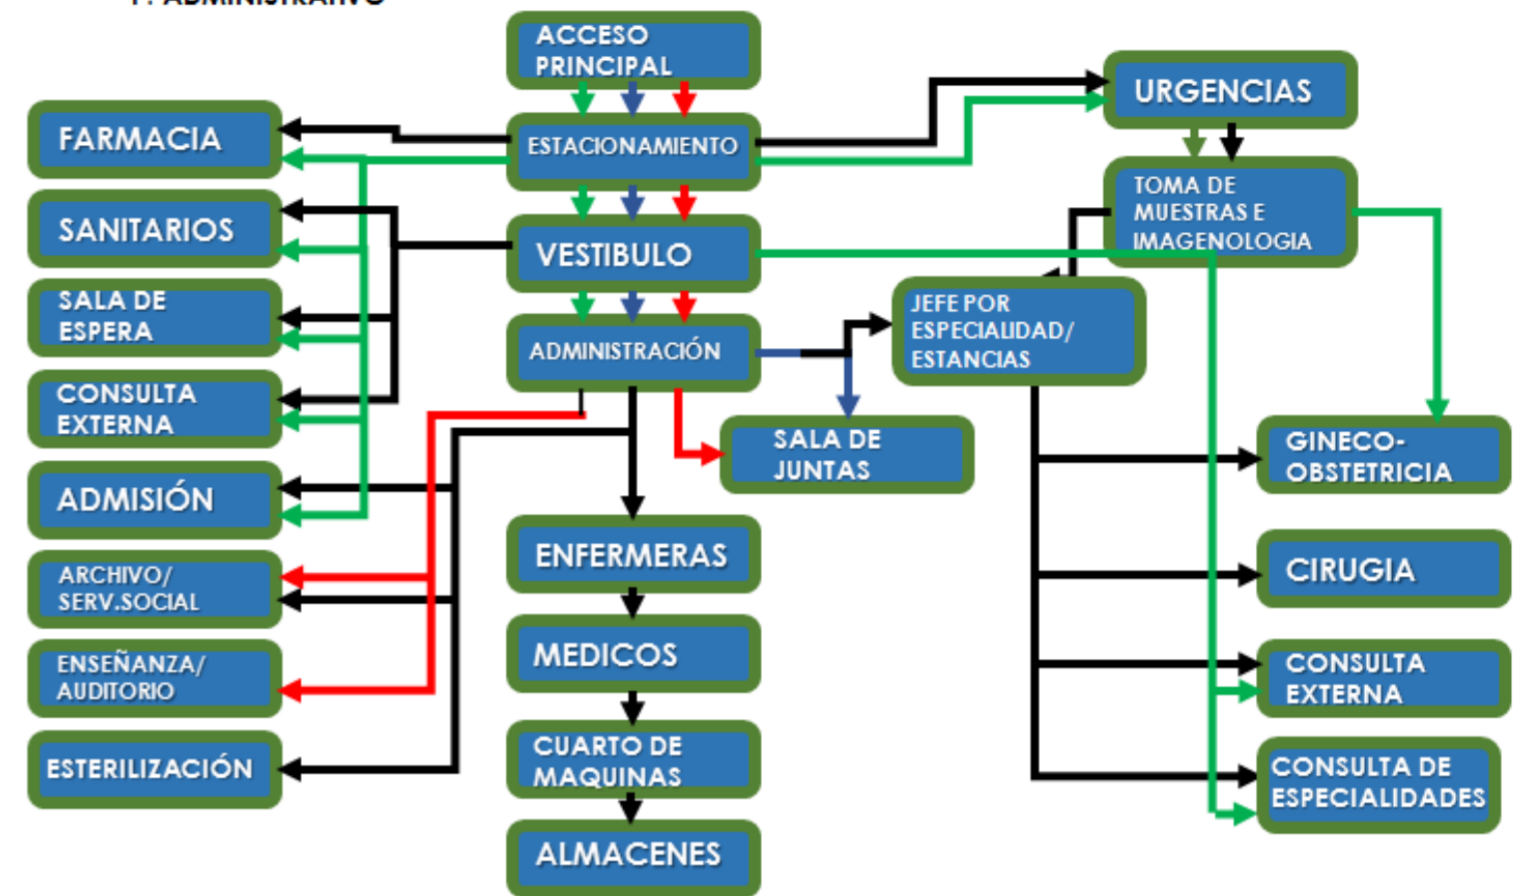 ACCESO
PRINCIPAL
ESTACIONAMIENTO
VESTIBULO
ADMINISTRACIÓN
FARMACIA
SANITARIOS
SALA DE
ESPERA
CONSULTA
EXTERNA
ADMISIÓN
ARCHIVO/
SERV.SOCIAL
ENSEÑANZA/
AUDITORIO
ESTERILIZACIÓN
ENFERMERAS
MEDICOS
CUARTO DE
MAQUINAS
ALMACENES
SALA DE
JUNTAS
URGENCIAS
TOMA DE
MUESTRAS E
IMAGENOLOGIA
JEFE POR
ESPECIALIDAD/
ESTANCIAS
GINECO-
OBSTETRICIA
CIRUGIA
CONSULTA
EXTERNA
CONSULTA DE
ESPECIALIDADES